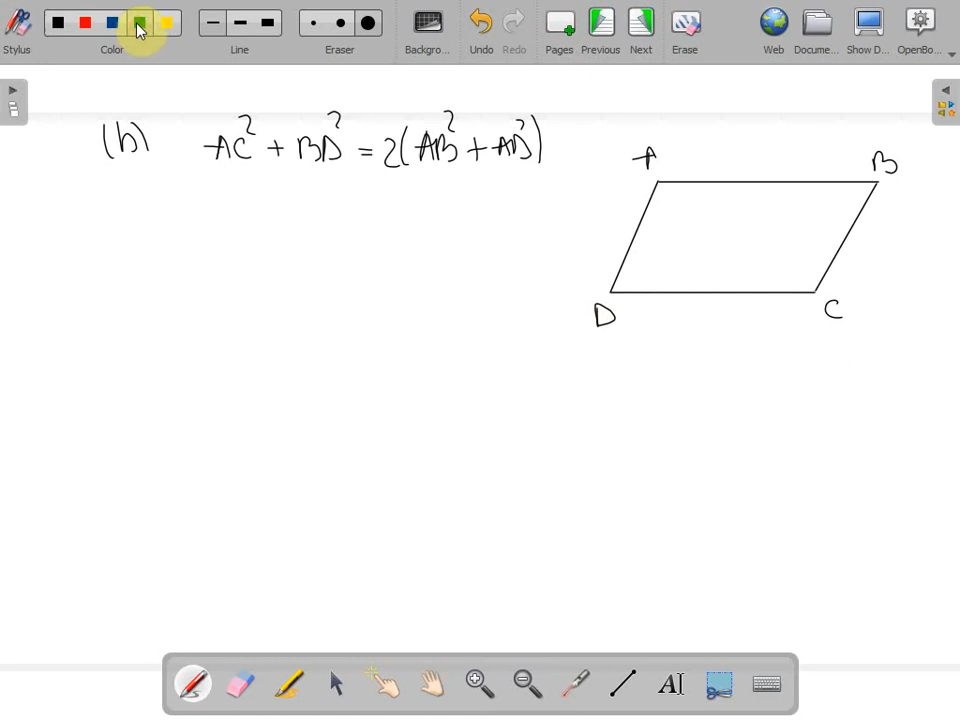 Stylus Color Line Eraser Backgro... Undo Redo Pages Previous Next Erase Web Docume... Show D... OpenBo...
(b) AC² + BD² = 2(AB² + AD²)
A B
D C
A